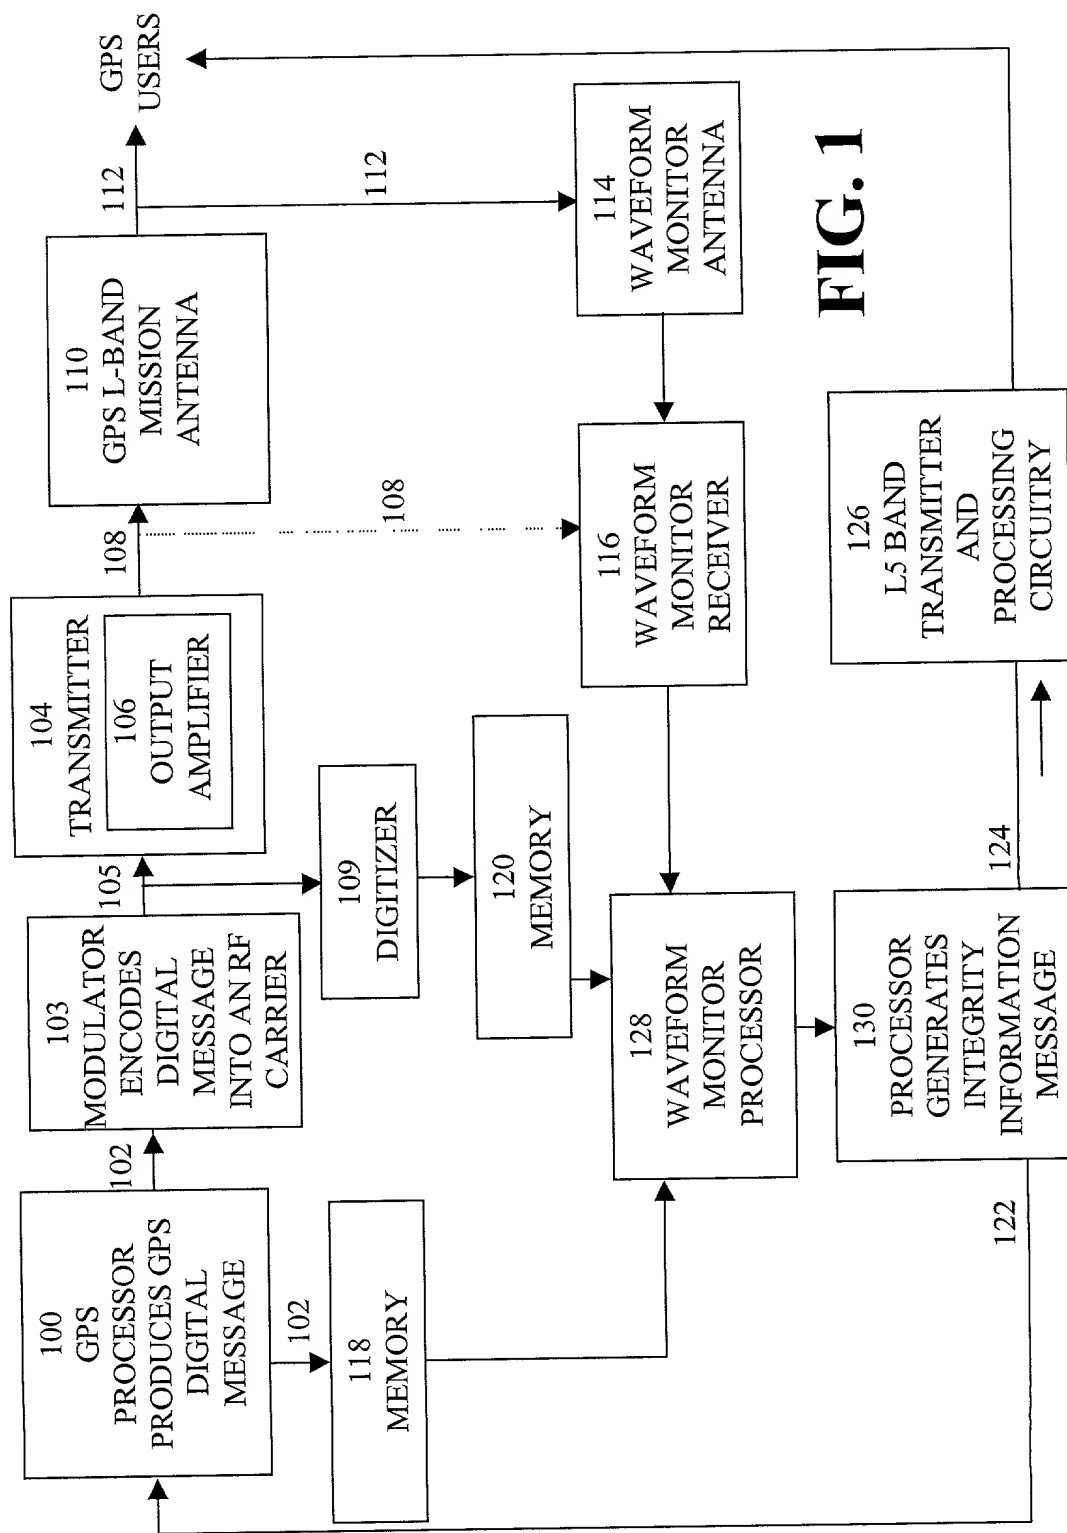 100
GPS
PROCESSOR
PRODUCES GPS
DIGITAL
MESSAGE
102
103
MODULATOR
ENCODES
DIGITAL
MESSAGE
INTO AN RF
CARRIER
105
104
TRANSMITTER
106
OUTPUT
AMPLIFIER
108
110
GPS L-BAND
MISSION
ANTENNA
112
GPS
USERS
102
118
MEMORY
109
DIGITIZER
120
MEMORY
108
112
128
WAVEFORM
MONITOR
PROCESSOR
116
WAVEFORM
MONITOR
RECEIVER
114
WAVEFORM
MONITOR
ANTENNA
122
130
PROCESSOR
GENERATES
INTEGRITY
INFORMATION
MESSAGE
124
126
L5 BAND
TRANSMITTER
AND
PROCESSING
CIRCUITRY
FIG. 1